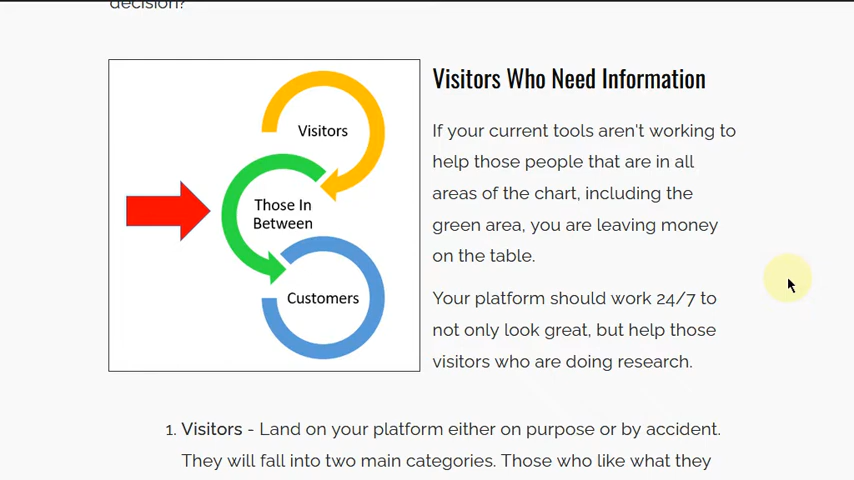 decision?
Visitors
Those In
Between
Customers
Visitors Who Need Information
If your current tools aren't working to
help those people that are in all
areas of the chart, including the
green area, you are leaving money
on the table.
Your platform should work 24/7 to
not only look great, but help those
visitors who are doing research.
1. Visitors - Land on your platform either on purpose or by accident.
They will fall into two main categories. Those who like what they